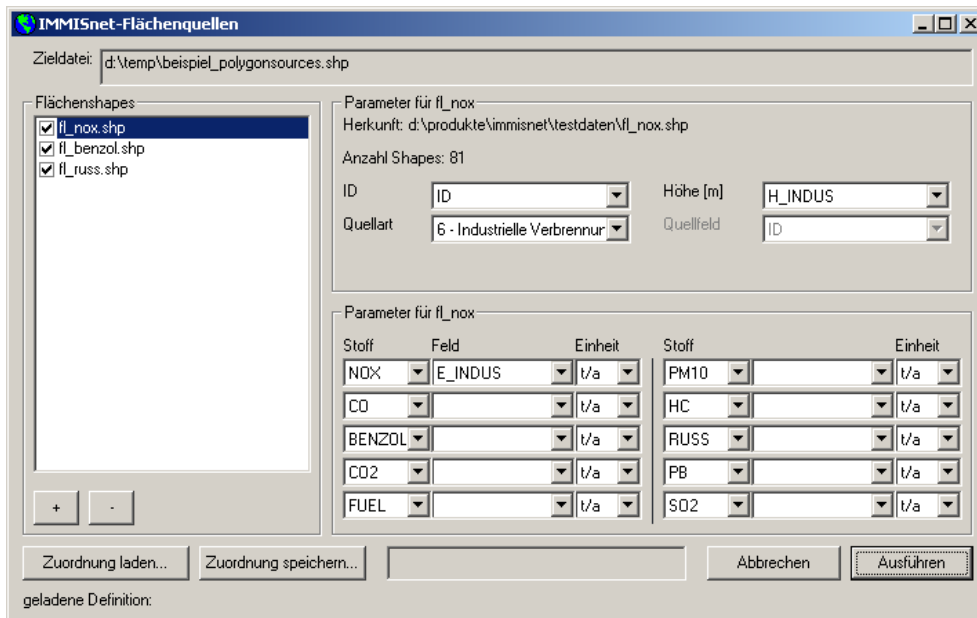 IMMISnet-Flächenquellen
Zieldatei: d:\temp\beispiel_polygonsources.shp
Flächenshapes
fl_nox.shp
fl_benzol.shp
fl_russ.shp
+ -
Parameter für fl_nox
Herkunft: d:\produkte\immisnet\testdaten\fl_nox.shp
Anzahl Shapes: 81
ID ID Höhe [m] H_INDUS
Quellart 6 - Industrielle Verbrennur Quellfeld ID
Parameter für fl_nox
Stoff Feld Einheit Stoff Einheit
NOX E_INDUS t/a PM10 t/a
CO t/a HC t/a
BENZOL t/a RUSS t/a
CO2 t/a PB t/a
FUEL t/a SO2 t/a
Zuordnung laden... Zuordnung speichern... Abbrechen Ausführen
geladene Definition: